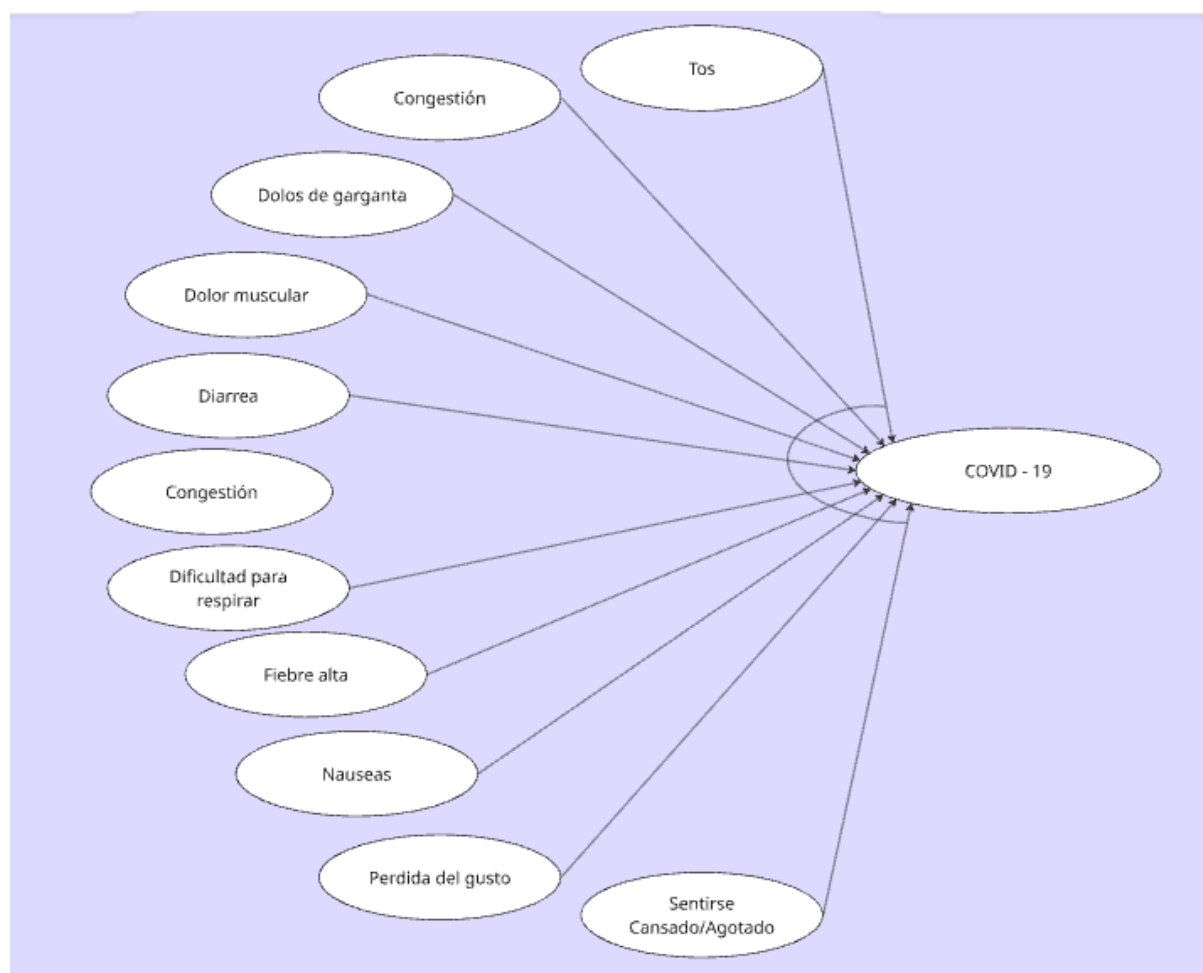 Tos
Congestión
Dolos de garganta
Dolor muscular
Diarrea
Congestión
COVID - 19
Dificultad para
respirar
Fiebre alta
Nauseas
Perdida del gusto
Sentirse
Cansado/Agotado